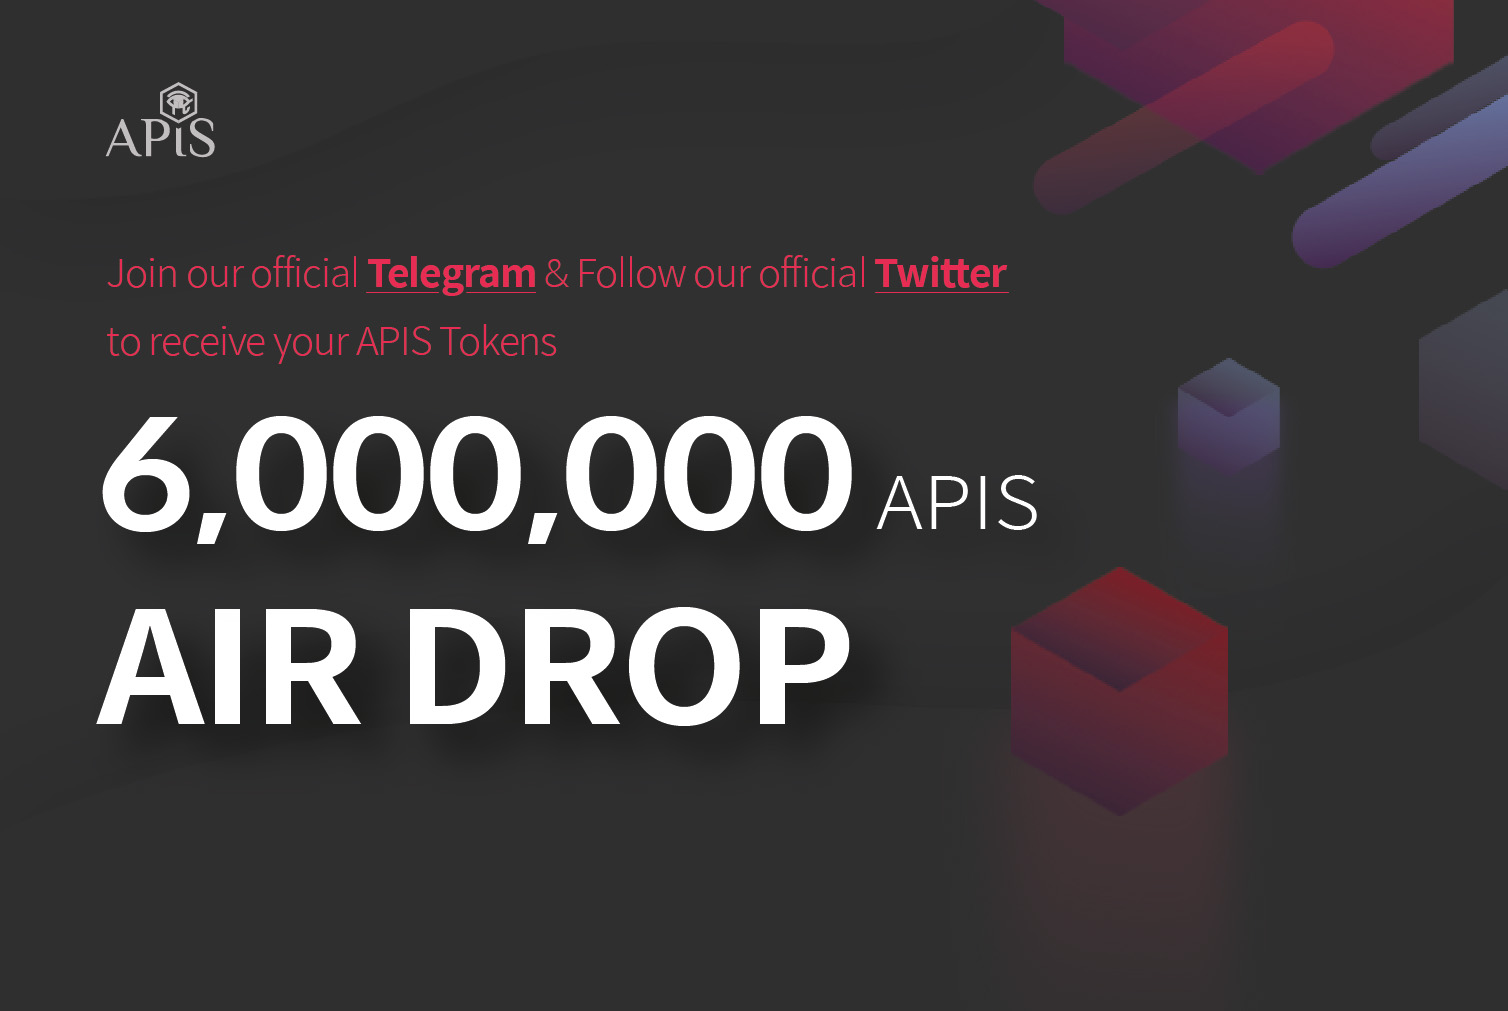 APiS
Join our official Telegram & Follow our official Twitter
to receive your APIS Tokens
6,000,000 APIS
AIR DROP